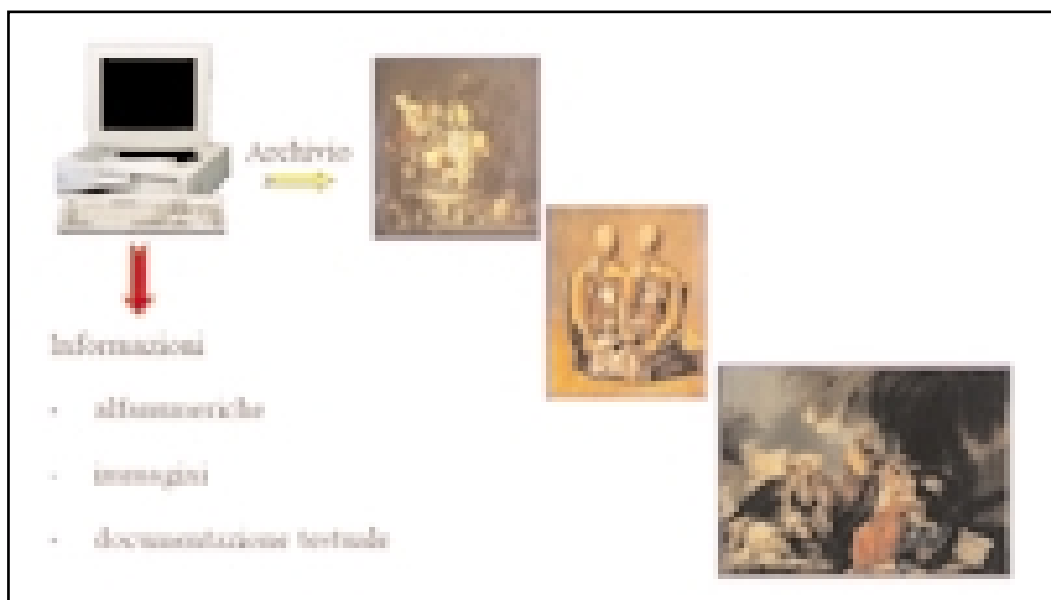 Archivio
Informazioni
• alfanumeriche
• immagini
• documentazione testuale